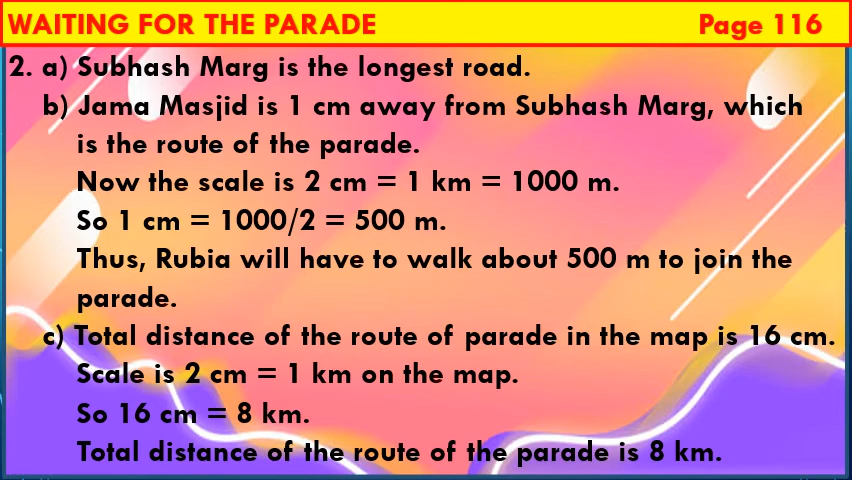 WAITING FOR THE PARADE Page 116
2. a) Subhash Marg is the longest road.
b) Jama Masjid is 1 cm away from Subhash Marg, which
is the route of the parade.
Now the scale is 2 cm = 1 km = 1000 m.
So 1 cm = 1000/2 = 500 m.
Thus, Rubia will have to walk about 500 m to join the
parade.
c) Total distance of the route of parade in the map is 16 cm.
Scale is 2 cm = 1 km on the map.
So 16 cm = 8 km.
Total distance of the route of the parade is 8 km.